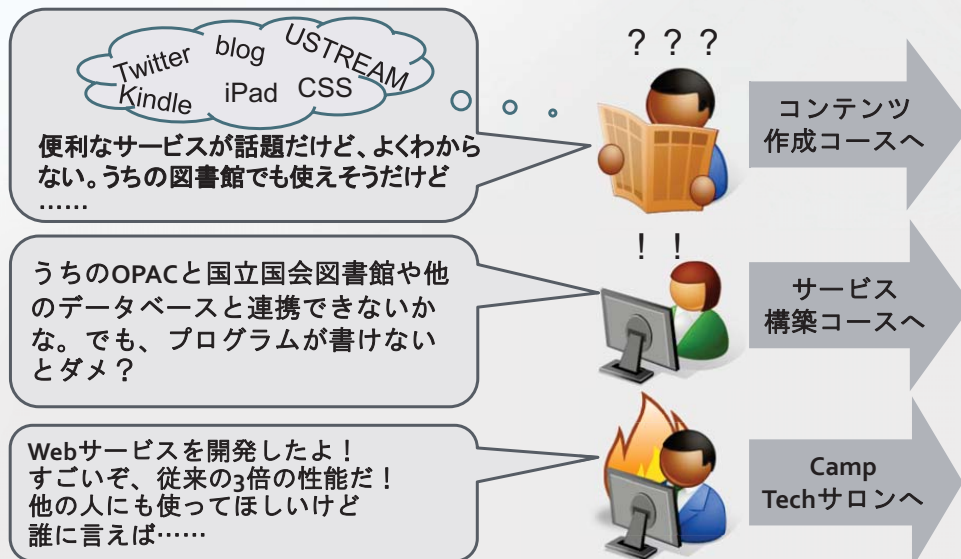 Twitter blog USTREAM
Kindle iPad CSS
便利なサービスが話題だけど、よくわから
ない。うちの図書館でも使えそうだけど
……
? ? ?
コンテンツ
作成コースへ
うちのOPACと国立国会図書館や他
のデータベースと連携できないか
な。でも、プログラムが書けない
とダメ？
! !
サービス
構築コースへ
Webサービスを開発したよ！
すごいぞ、従来の3倍の性能だ！
他の人にも使ってほしいけど
誰に言えば……
Camp
Techサロンへ